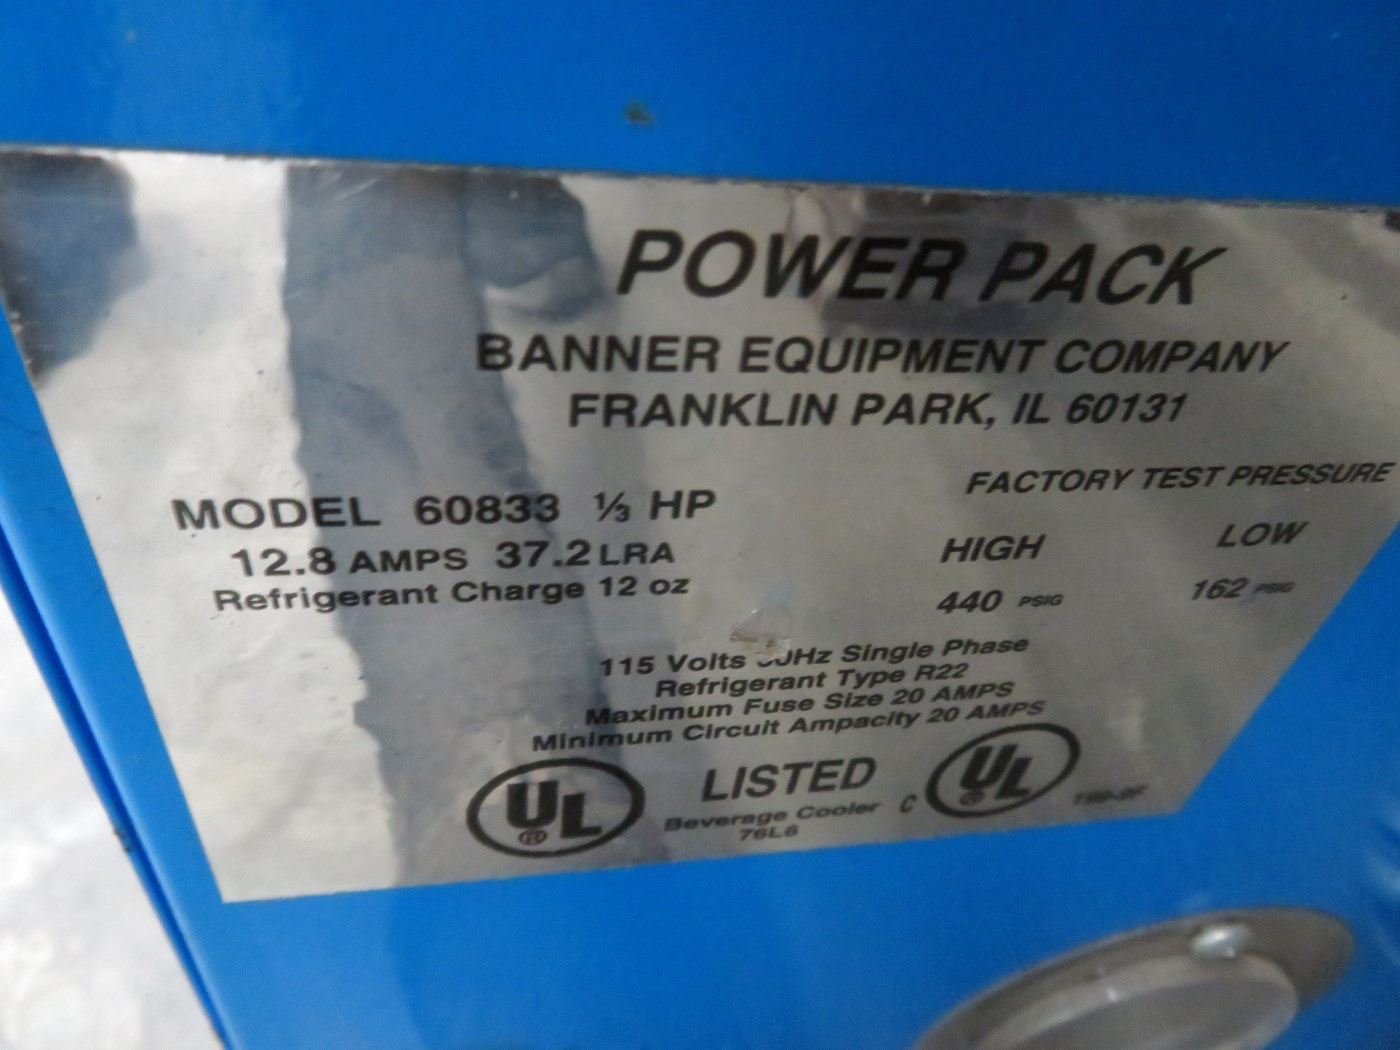 POWER PACK
BANNER EQUIPMENT COMPANY
FRANKLIN PARK, IL 60131
MODEL 60833 ⅓ HP
12.8 AMPS 37.2 LRA
Refrigerant Charge 12 oz
FACTORY TEST PRESSURE
HIGH LOW
440 PSIG 162 PSIG
115 Volts Single Phase
Refrigerant Type R22
Maximum Fuse Size 20 AMPS
Minimum Circuit Ampacity 20 AMPS
UL ® LISTED C UL ®
Beverage Cooler
76L6